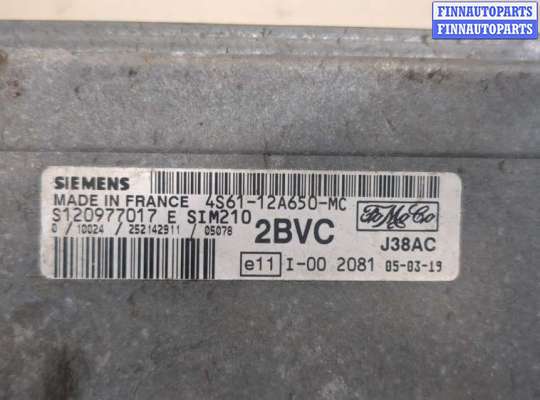 FINNAUTOPARTS
FINNAUTOPARTS
SIEMENS
MADE IN FRANCE 4S61-12A650-MC
S120977017 E SIM210
0 / 10024 / 252142911 / 05078
2BVC
FoMoCo
J38AC
e11 I-00 2081 05-03-19